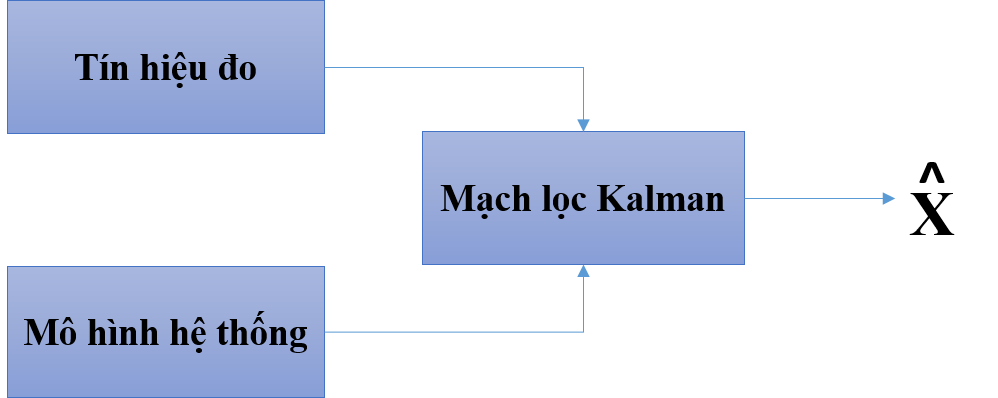 Tín hiệu đo
Mạch lọc Kalman
X̂
Mô hình hệ thống